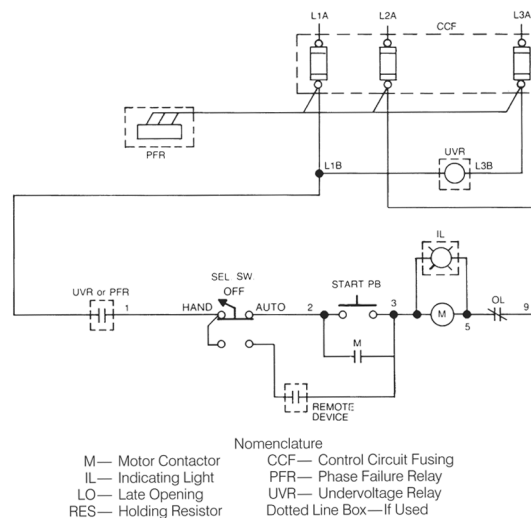 L1A L2A L3A
CCF
PFR
L1B UVR L3B
IL
SEL SW.
OFF
UVR or PFR
1 HAND AUTO 2 START PB 3 M 5 OL 9
M
REMOTE
DEVICE
Nomenclature
M— Motor Contactor CCF— Control Circuit Fusing
IL— Indicating Light PFR— Phase Failure Relay
LO— Late Opening UVR— Undervoltage Relay
RES— Holding Resistor Dotted Line Box—If Used